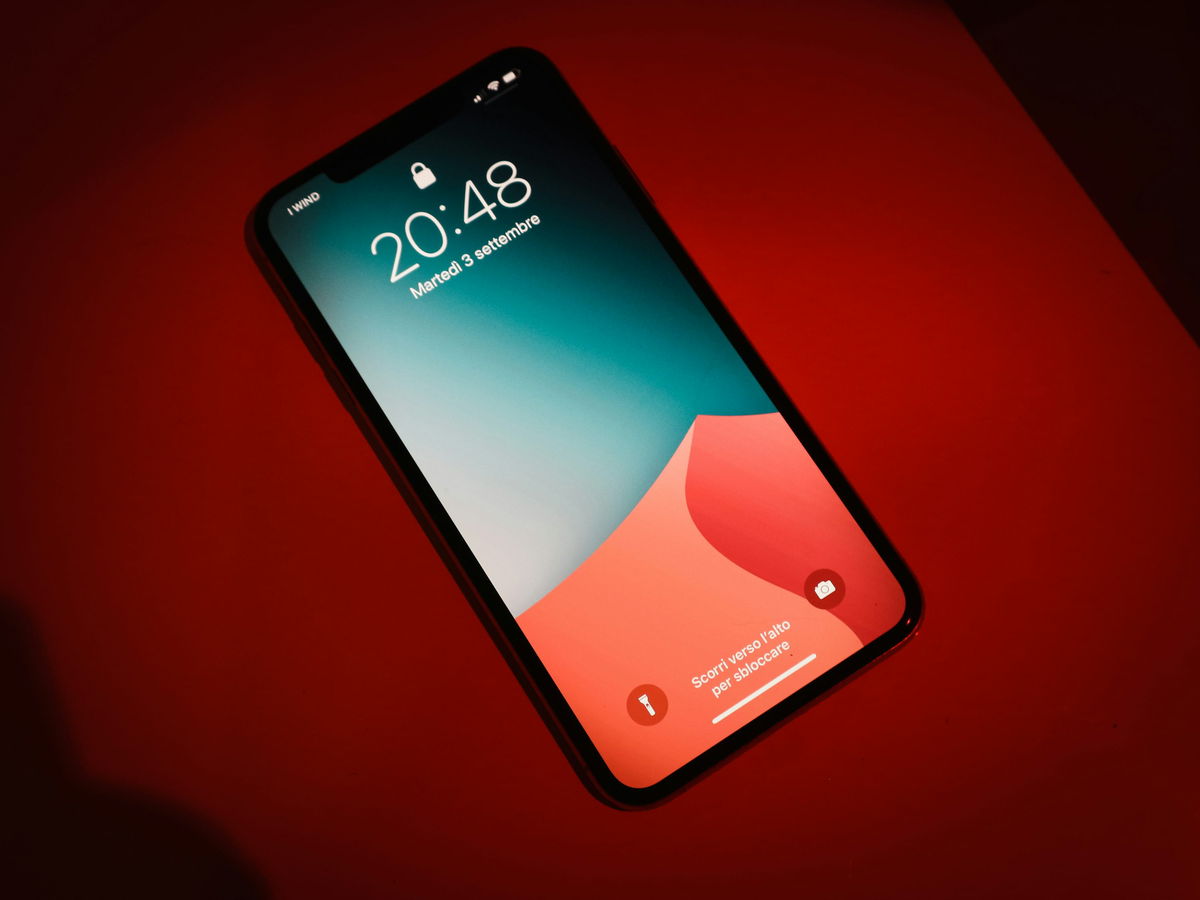 I WIND
20:48
Martedì 3 settembre
Scorri verso l'alto
per sbloccare